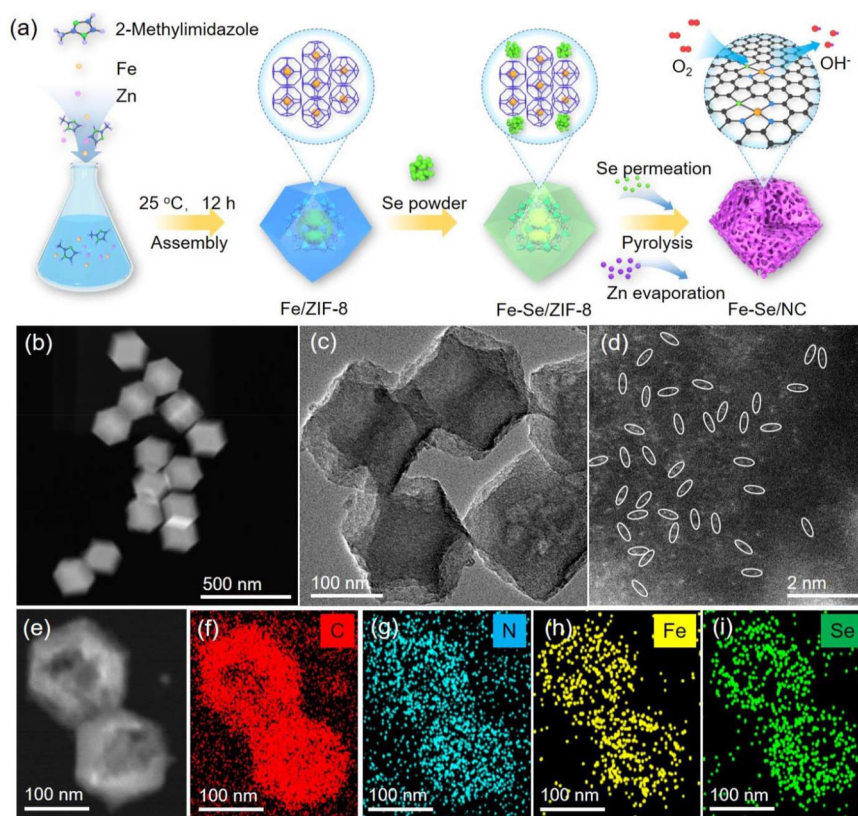 (a)
2-Methylimidazole
Fe
Zn
25 °C, 12 h
Assembly
Fe/ZIF-8
Se powder
Fe-Se/ZIF-8
Se permeation
Pyrolysis
Zn evaporation
O₂
OH⁻
Fe-Se/NC
(b)
500 nm
(c)
100 nm
(d)
2 nm
(e)
100 nm
(f)
C
100 nm
(g)
N
100 nm
(h)
Fe
100 nm
(i)
Se
100 nm